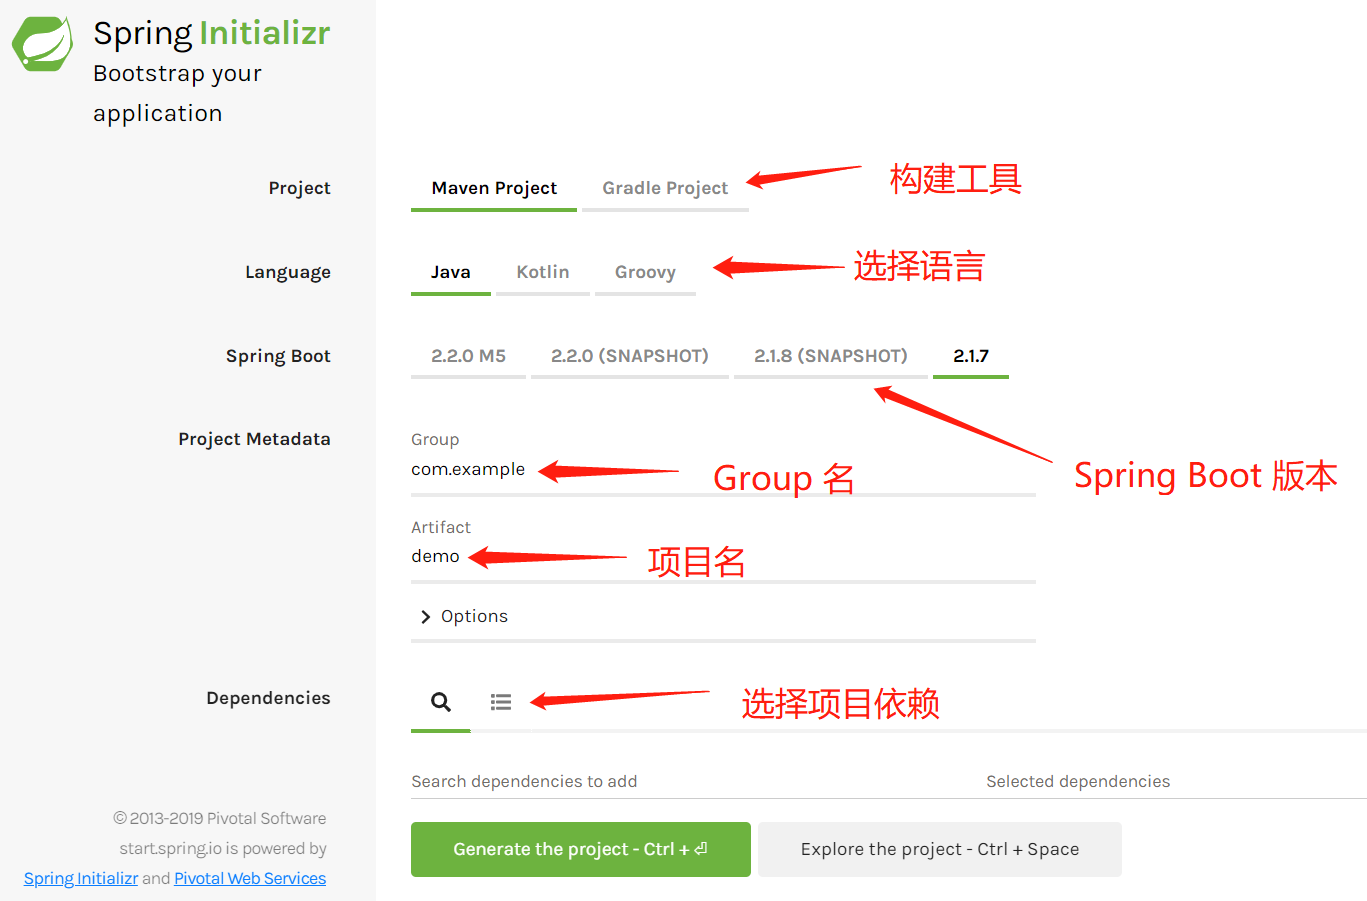 Spring Initializr
Bootstrap your
application
Project
Maven Project
Gradle Project
构建工具
Language
Java
Kotlin
Groovy
选择语言
Spring Boot
2.2.0 M5
2.2.0 (SNAPSHOT)
2.1.8 (SNAPSHOT)
2.1.7
Spring Boot 版本
Project Metadata
Group
com.example
Group 名
Artifact
demo
项目名
Options
Dependencies
选择项目依赖
Search dependencies to add
Selected dependencies
© 2013-2019 Pivotal Software
start.spring.io is powered by
Spring Initializr and Pivotal Web Services
Generate the project - Ctrl + ⏎
Explore the project - Ctrl + Space